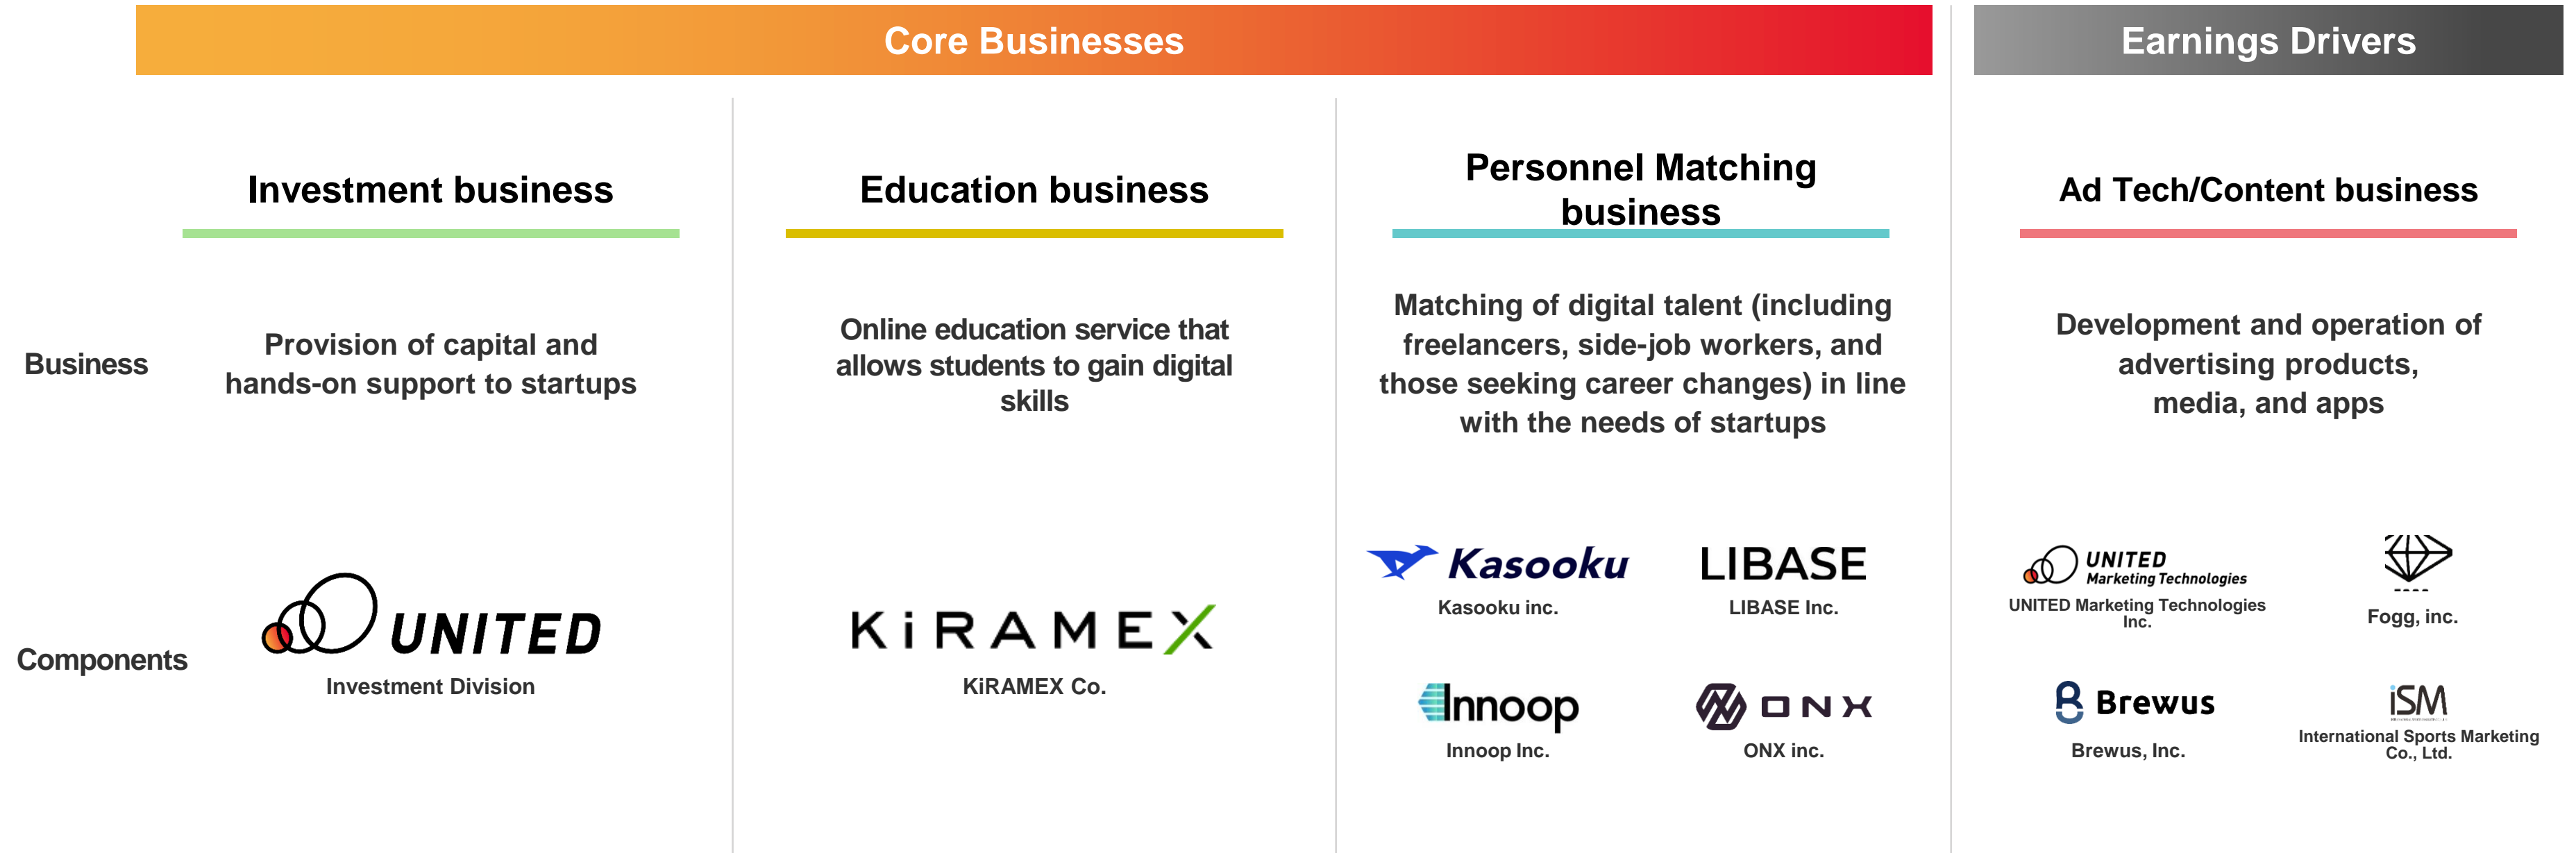 Core Businesses
Earnings Drivers
Investment business
Education business
Personnel Matching
business
Ad Tech/Content business
Business
Provision of capital and
hands-on support to startups
Online education service that
allows students to gain digital
skills
Matching of digital talent (including
freelancers, side-job workers, and
those seeking career changes) in line
with the needs of startups
Development and operation of
advertising products,
media, and apps
Components
UNITED
Investment Division
KiRAMEX
KiRAMEX Co.
Kasooku
Kasooku inc.
LIBASE
LIBASE Inc.
Innoop
Innoop Inc.
ONX
ONX inc.
UNITED
Marketing Technologies
UNITED Marketing Technologies
Inc.
Fogg, inc.
Brewus
Brewus, Inc.
iSM
International Sports Marketing
Co., Ltd.